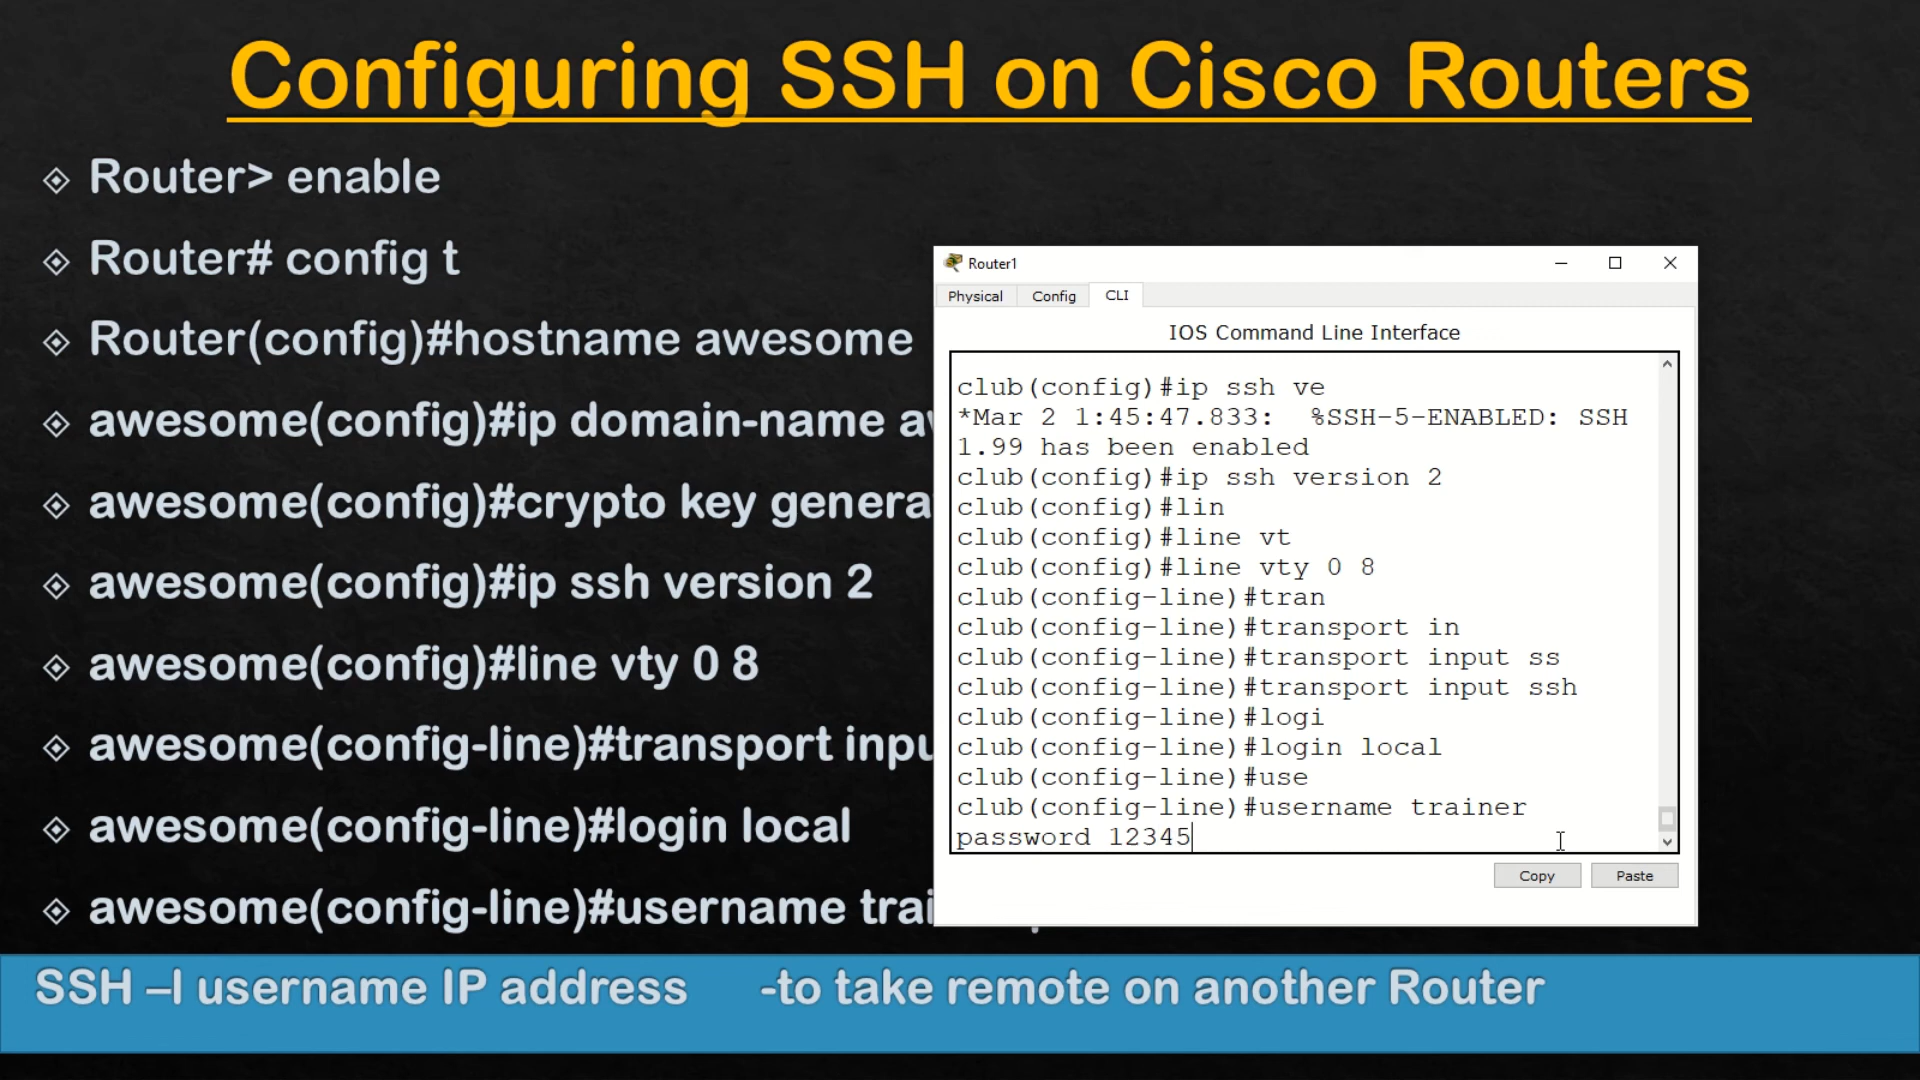 Configuring SSH on Cisco Routers
Router> enable
Router# config t
Router(config)#hostname awesome
awesome(config)#ip domain-name
awesome(config)#crypto key
awesome(config)#ip ssh version 2
awesome(config)#line vty 0 8
awesome(config-line)#transport
awesome(config-line)#login local
awesome(config-line)#username
Router1
Physical Config CLI
IOS Command Line Interface
club(config)#ip ssh ve
*Mar 2 1:45:47.833: %SSH-5-ENABLED: SSH
1.99 has been enabled
club(config)#ip ssh version 2
club(config)#lin
club(config)#line vt
club(config)#line vty 0 8
club(config-line)#tran
club(config-line)#transport in
club(config-line)#transport input ss
club(config-line)#transport input ssh
club(config-line)#logi
club(config-line)#login local
club(config-line)#use
club(config-line)#username trainer
password 12345
Copy Paste
SSH –l username IP address -to take remote on another Router